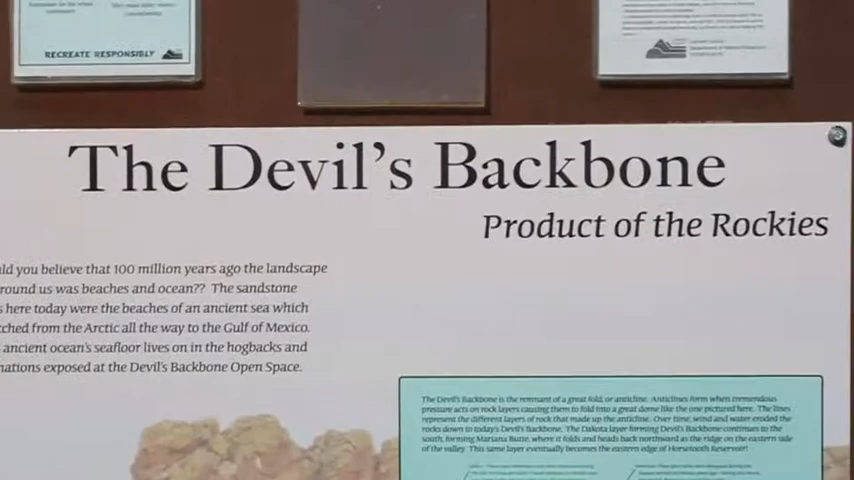 RECREATE RESPONSIBLY
The Devil's Backbone
Product of the Rockies
ld you believe that 100 million years ago the landscape
round us was beaches and ocean?? The sandstone
s here today were the beaches of an ancient sea which
ched from the Arctic all the way to the Gulf of Mexico.
ancient ocean's seafloor lives on in the hogbacks and
nations exposed at the Devil's Backbone Open Space.
The Devil's Backbone is the remnant of a great fold, or anticline. Anticlines form when tremendous
pressure acts on rock layers causing them to fold into a great dome like the one pictured here. The lines
represent the different layers of rock that made up the anticline. Over time, wind and water eroded the
rocks down to today's Devil's Backbone. The Dakota layer forming Devil's Backbone continues to the
south, forming Mariana Butte, where it folds and heads back northward as the ridge on the eastern side
of the valley. This same layer eventually becomes the eastern edge of Horsetooth Reservoir!